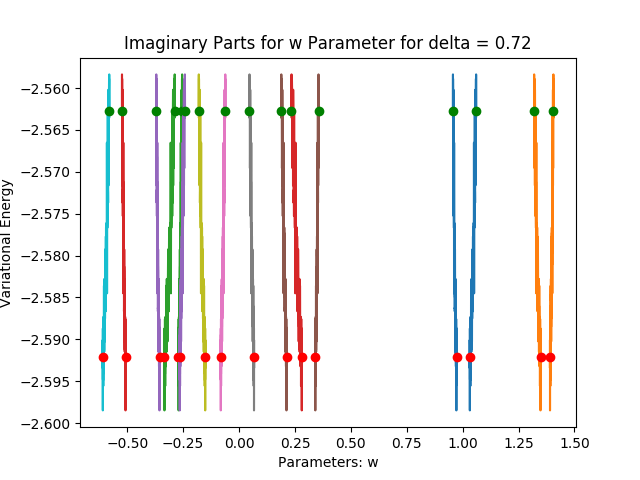 Imaginary Parts for w Parameter for delta = 0.72
Variational Energy
−2.560
−2.565
−2.570
−2.575
−2.580
−2.585
−2.590
−2.595
−2.600
−0.50 −0.25 0.00 0.25 0.50 0.75 1.00 1.25 1.50
Parameters: w